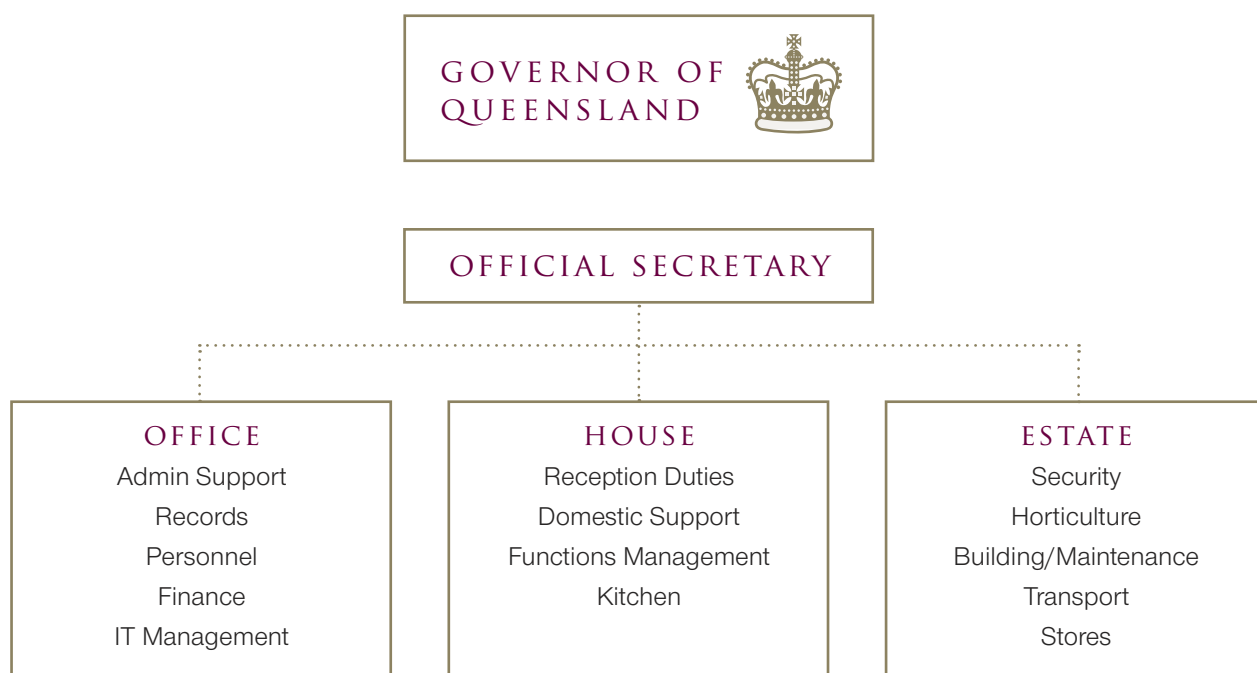 GOVERNOR OF
QUEENSLAND
OFFICIAL SECRETARY
OFFICE
Admin Support
Records
Personnel
Finance
IT Management
HOUSE
Reception Duties
Domestic Support
Functions Management
Kitchen
ESTATE
Security
Horticulture
Building/Maintenance
Transport
Stores